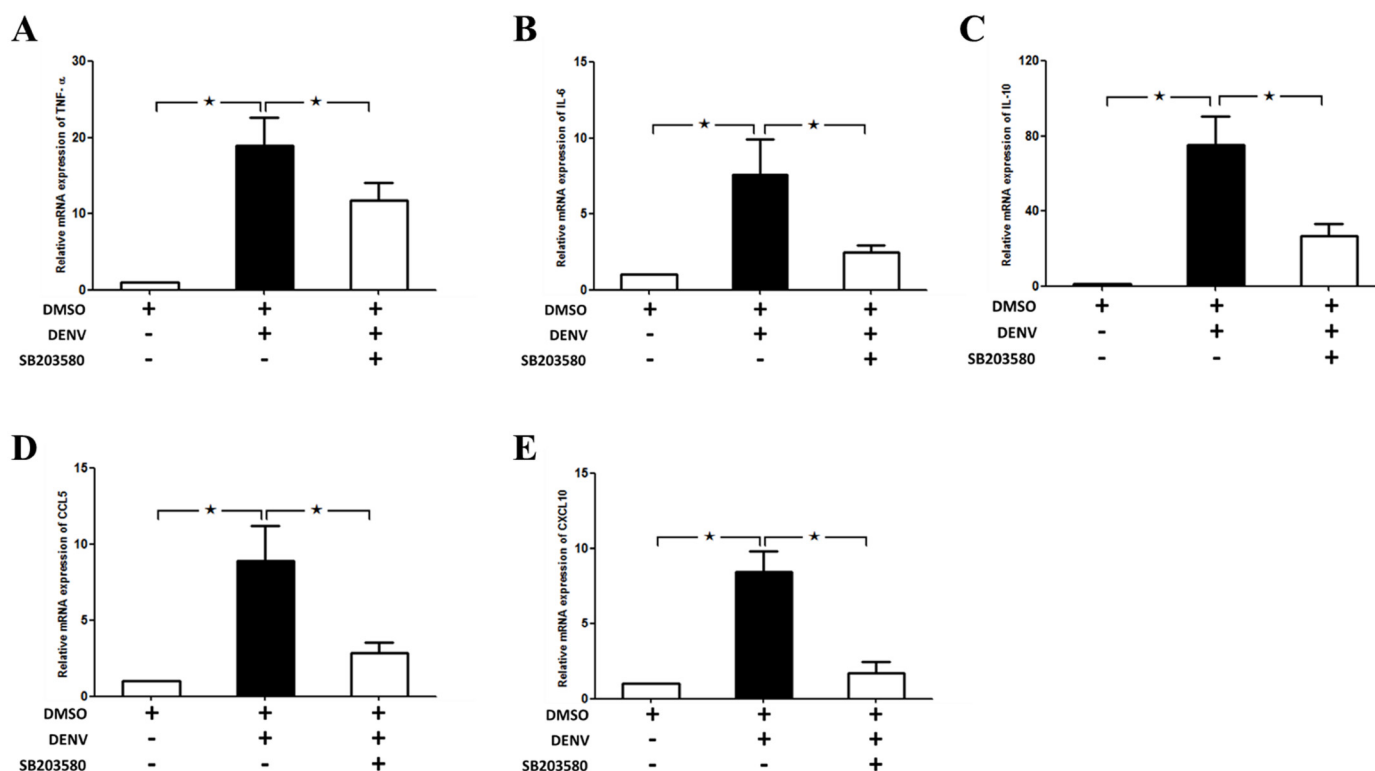 A
Relative mRNA expression of TNF- α
30
20
10
0
★ ★
DMSO + + +
DENV - + +
SB203580 - - +
B
Relative mRNA expression of IL-6
15
10
5
0
★ ★
+ + +
- + +
- - +
C
Relative mRNA expression of IL-10
120
80
40
0
★ ★
DMSO + + +
DENV - + +
SB203580 - - +
D
Relative mRNA expression of CCL5
15
10
5
0
★ ★
DMSO + + +
DENV - + +
SB203580 - - +
E
Relative mRNA expression of CXCL10
15
10
5
0
★ ★
DMSO + + +
DENV - + +
SB203580 - - +